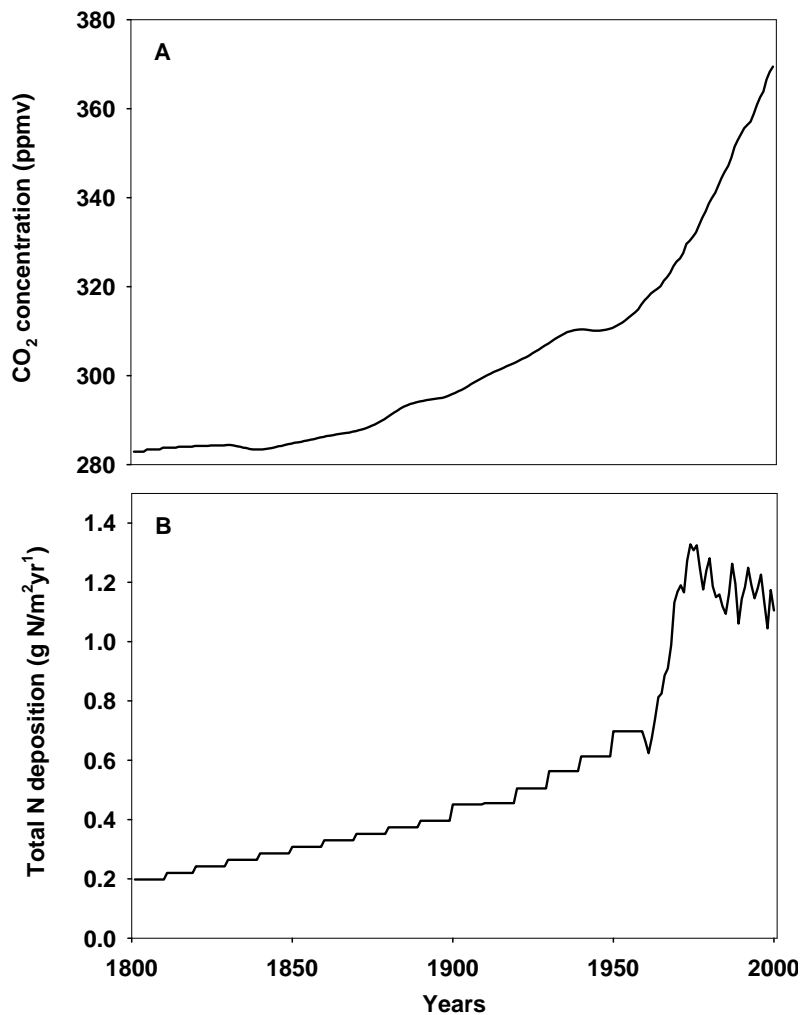 A
CO₂ concentration (ppmv)
380
360
340
320
300
280
B
Total N deposition (g N/m²yr¹)
1.4
1.2
1.0
0.8
0.6
0.4
0.2
0.0
1800 1850 1900 1950 2000
Years